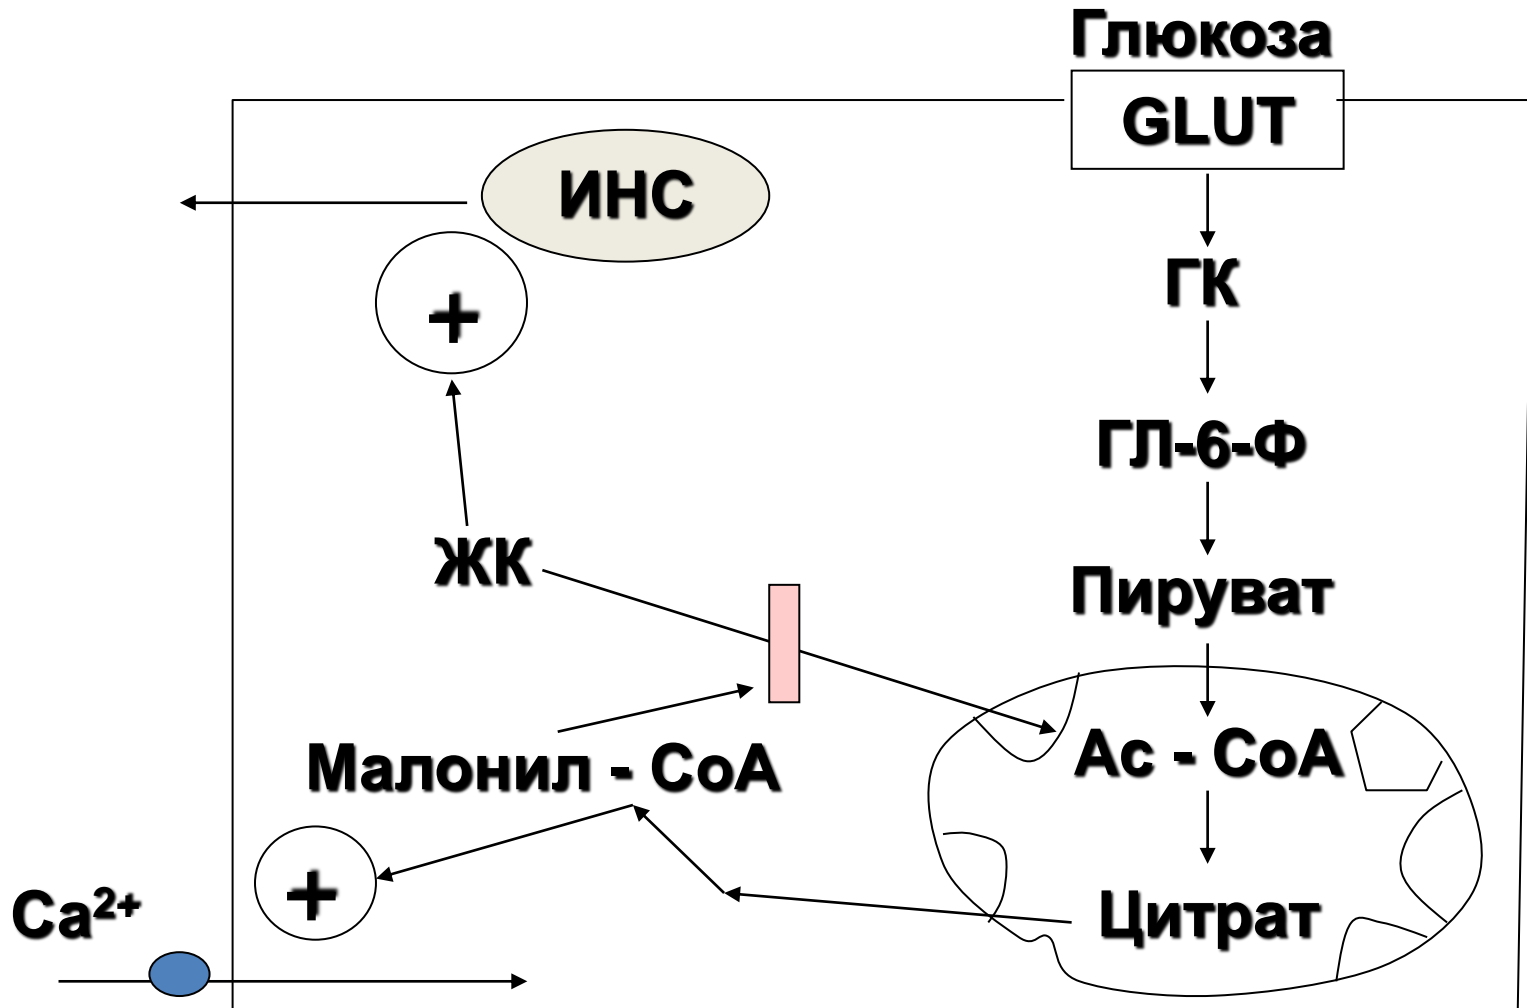 Глюкоза
GLUT
ИНС
ГК
+
ГЛ-6-Ф
ЖК
Пируват
Ас - СоА
Малонил - СоА
+
Са²⁺
Цитрат